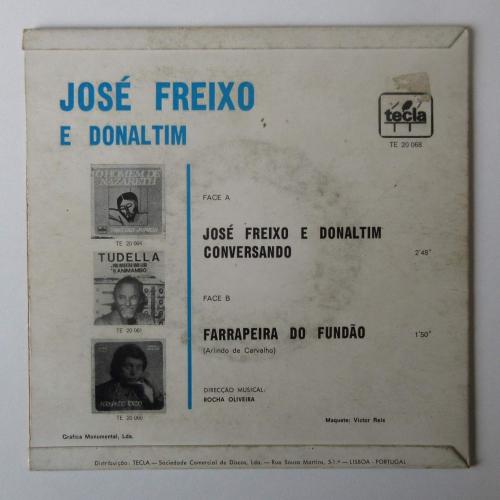 JOSÉ FREIXO
E DONALTIM
tecla
TE 20 068
O HOMEM DE
NAZARETH
TE 20 064
TUDELLA
TE 20 061
TE 20 060
FACE A
JOSÉ FREIXO E DONALTIM
CONVERSANDO 2'48"
FACE B
FARRAPEIRA DO FUNDÃO 1'50"
(Arlindo de Carvalho)
DIRECÇÃO MUSICAL:
ROCHA OLIVEIRA
Maquete: Victor Reis
Gráfica Monumental, Lda.
Distribuição: TECLA — Sociedade Comercial de Discos, Lda. — Rua Sousa Martins, 5-1.º — LISBOA - PORTUGAL